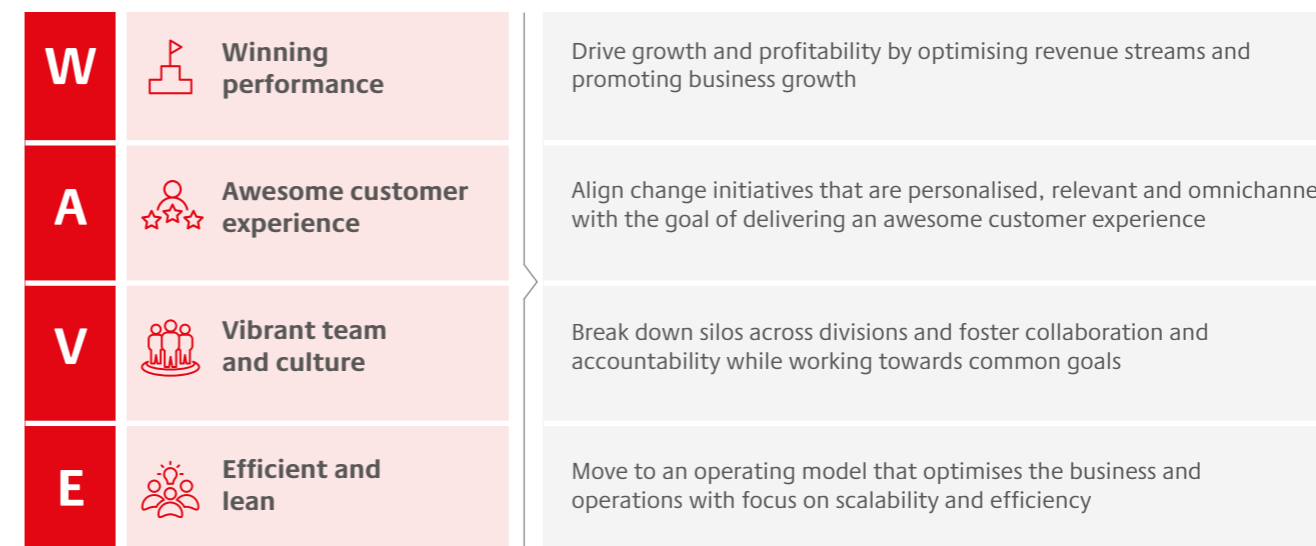 W
Winning
performance
Drive growth and profitability by optimising revenue streams and
promoting business growth
A
Awesome customer
experience
Align change initiatives that are personalised, relevant and omnichanne
with the goal of delivering an awesome customer experience
V
Vibrant team
and culture
Break down silos across divisions and foster collaboration and
accountability while working towards common goals
E
Efficient and
lean
Move to an operating model that optimises the business and
operations with focus on scalability and efficiency